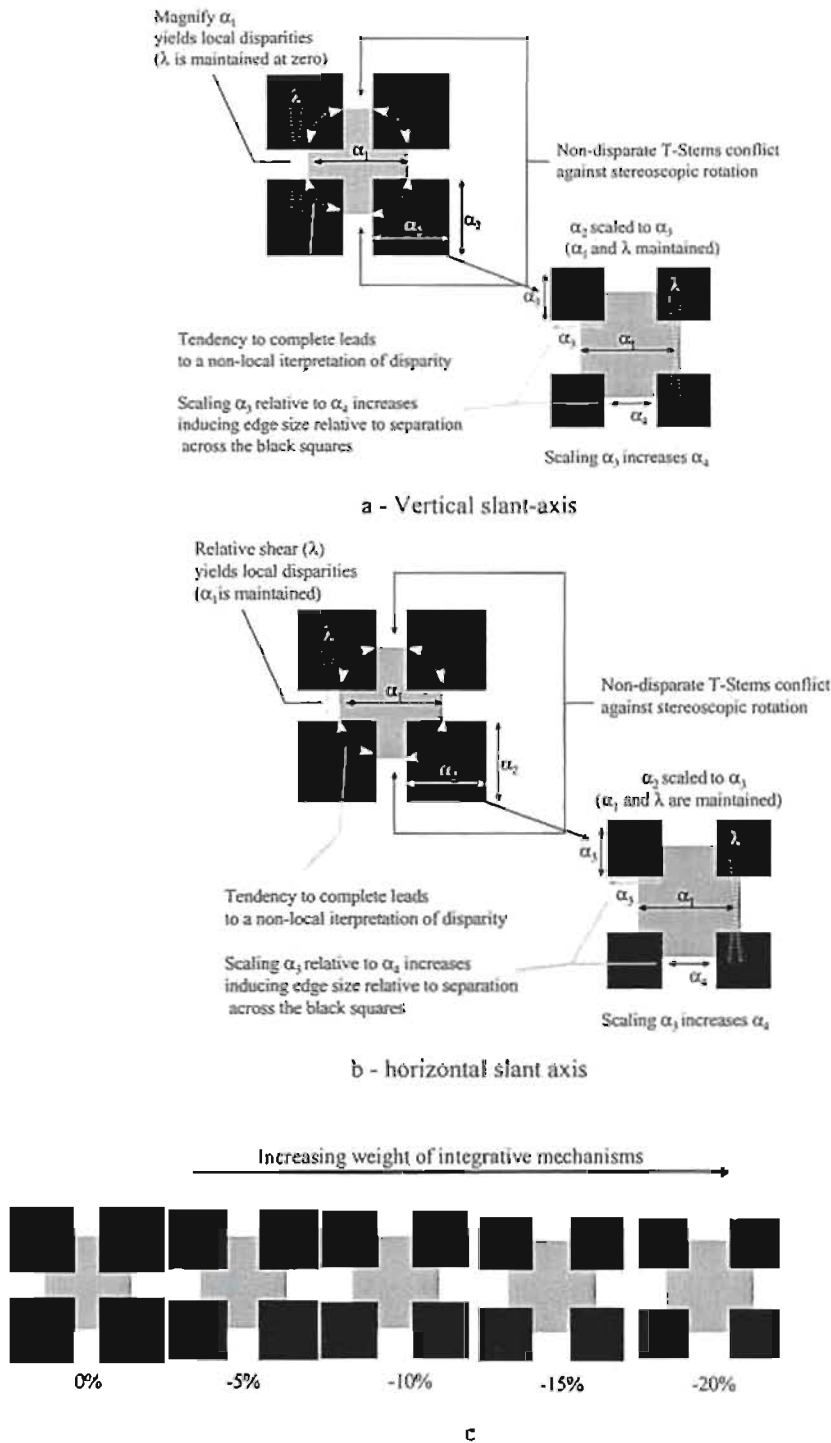 Magnify α₁
yields local disparities
(λ is maintained at zero)
λ
α₁
Non-disparate T-Stems conflict
against stereoscopic rotation
α₂
α₂ scaled to α₃
(α₁ and λ maintained)
α₃
λ
α₃
α₁
α₄
Tendency to complete leads
to a non-local iterpretation of disparity
Scaling α₃ relative to α₄ increases
inducing edge size relative to separation
across the black squares
Scaling α₃ increases α₄
a - Vertical slant-axis
Relative shear (λ)
yields local disparities
(α₁ is maintained)
λ
α₁
Non-disparate T-Stems conflict
against stereoscopic rotation
α₂
α₂ scaled to α₃
(α₁ and λ are maintained)
α₃
λ
α₃
α₁
α₄
Tendency to complete leads
to a non-local iterpretation of disparity
Scaling α₃ relative to α₄ increases
inducing edge size relative to separation
across the black squares
Scaling α₃ increases α₄
b - horizontal slant axis
Increasing weight of integrative mechanisms
0%
-5%
-10%
-15%
-20%
c